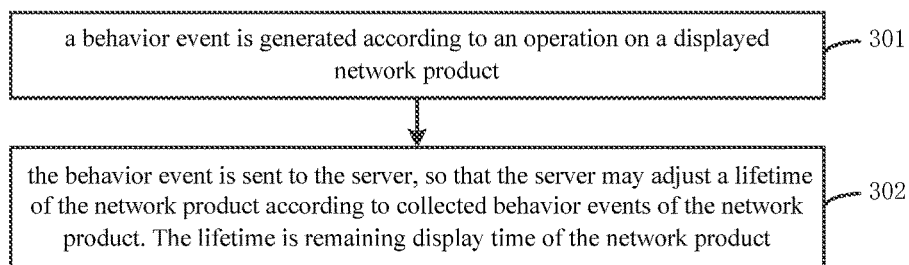 a behavior event is generated according to an operation on a displayed
network product
301
the behavior event is sent to the server, so that the server may adjust a lifetime
of the network product according to collected behavior events of the network
product. The lifetime is remaining display time of the network product
302